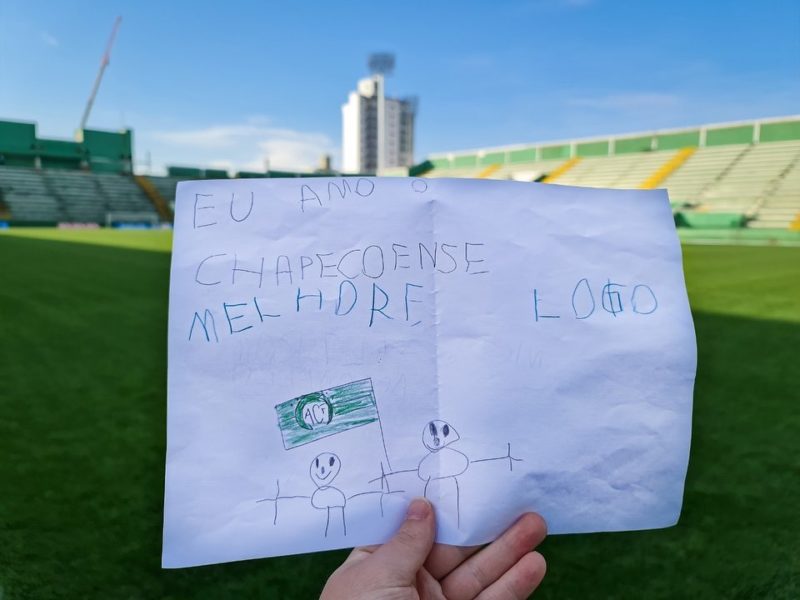 EU AMO O
CHAPECOENSE
MELHORE LOGO
ACF